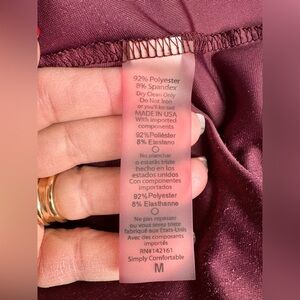 92% Polyester
8% Spandex
Dry Clean Only
Do Not Iron
or you'll be sad
MADE IN USA
With imported
components
92% Poliéster
8% Elastano
No planchar
o estarás triste
hecho en los
estados unidos
Con componentes
importados
92% Polyester
8% Elasthanne
Ne pas repasser
ou vous serez triste
fabriqué aux États-Unis
Avec des composants
importés
RN#142161
Simply Comfortable
M